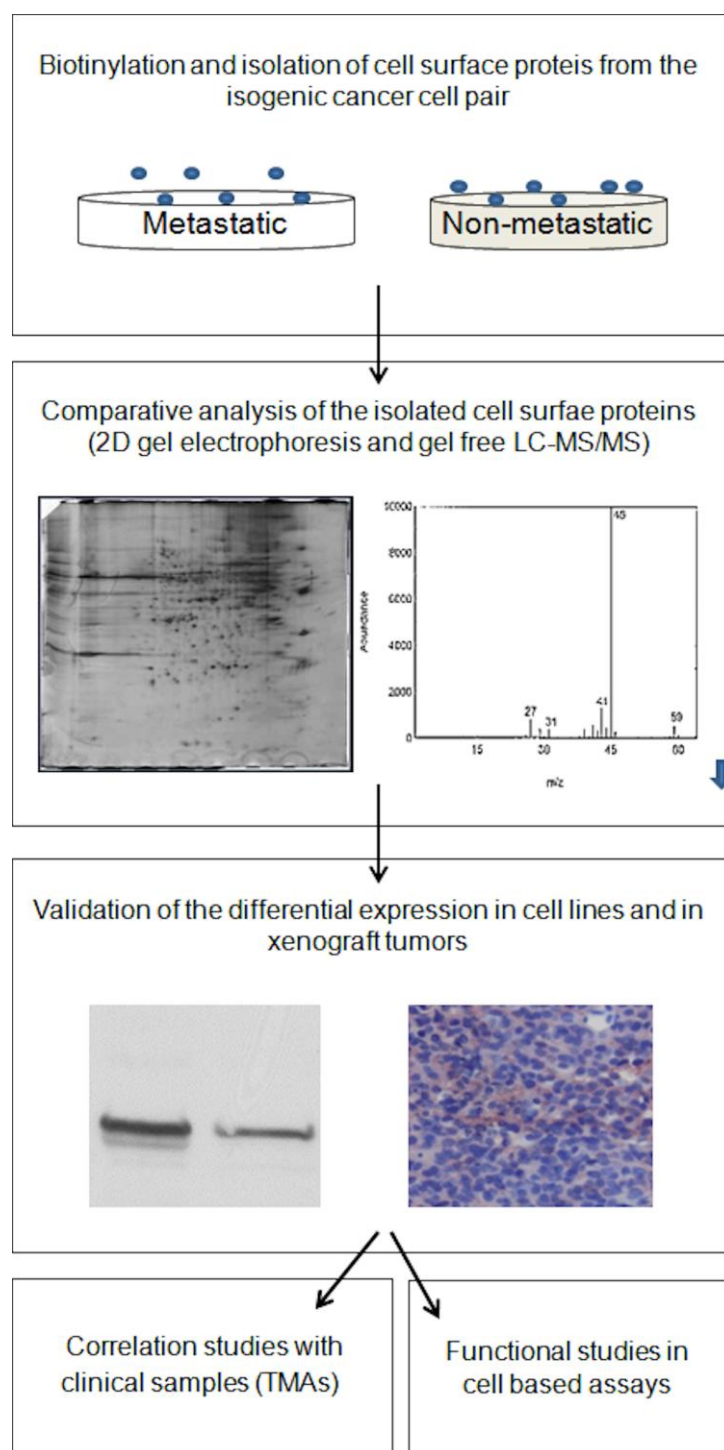 Biotinylation and isolation of cell surface proteis from the
isogenic cancer cell pair
Metastatic
Non-metastatic
Comparative analysis of the isolated cell surfae proteins
(2D gel electrophoresis and gel free LC-MS/MS)
8000
6000
4000
2000
0
Abundance
45
27
31
15
30
45
60
m/z
Validation of the differential expression in cell lines and in
xenograft tumors
Correlation studies with
clinical samples (TMAs)
Functional studies in
cell based assays